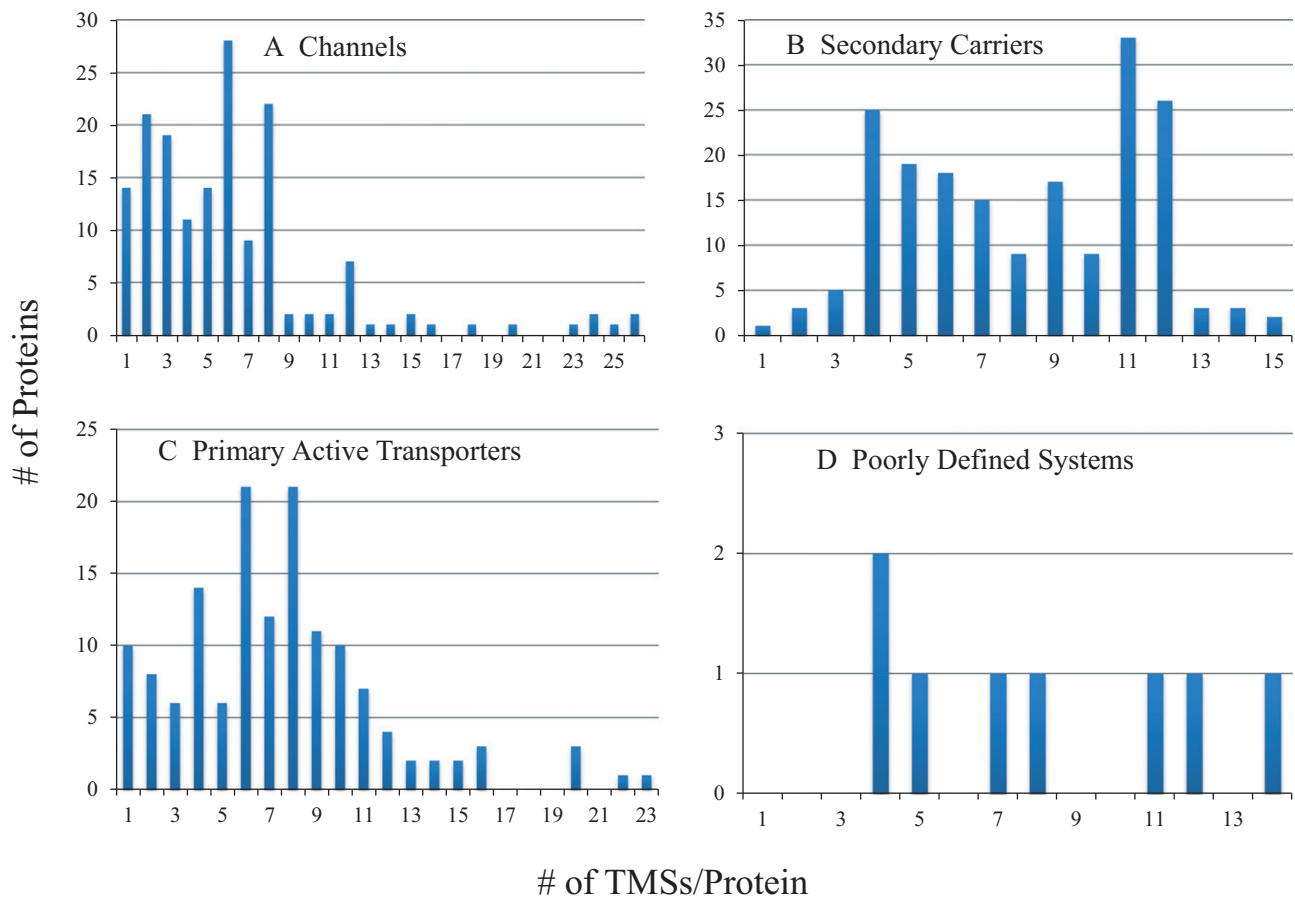 A Channels
30
25
20
15
10
5
0
1 3 5 7 9 11 13 15 17 19 21 23 25
B Secondary Carriers
35
30
25
20
15
10
5
0
1 3 5 7 9 11 13 15
# of Proteins
C Primary Active Transporters
25
20
15
10
5
0
1 3 5 7 9 11 13 15 17 19 21 23
D Poorly Defined Systems
3
2
1
0
1 3 5 7 9 11 13
# of TMSs/Protein